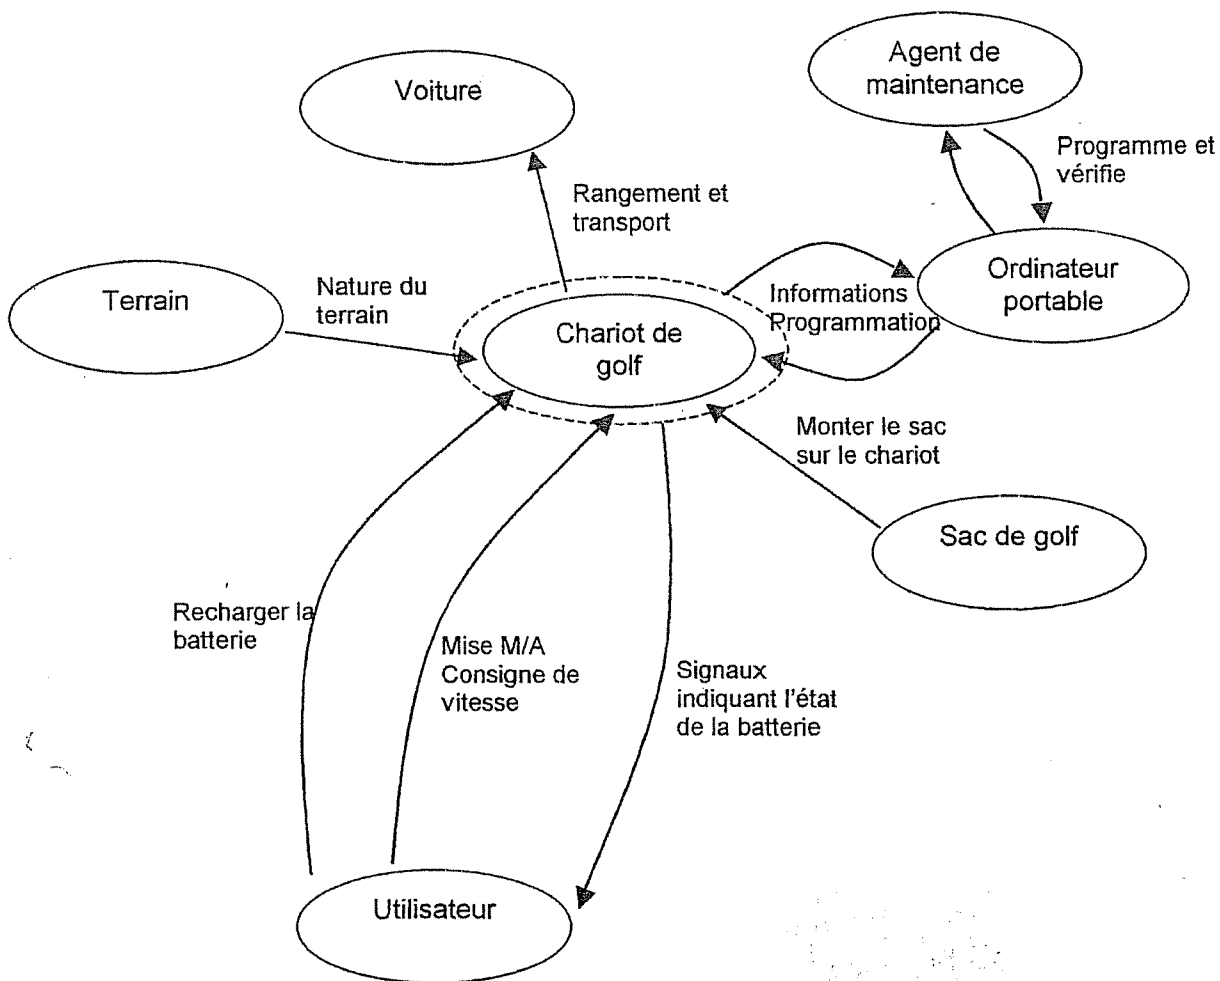 Agent de
maintenance
Voiture
Programme et
vérifie
Rangement et
transport
Ordinateur
portable
Terrain
Nature du
terrain
Informations
Programmation
Chariot de
golf
Monter le sac
sur le chariot
Sac de golf
Recharger la
batterie
Mise M/A
Consigne de
vitesse
Signaux
indiquant l'état
de la batterie
Utilisateur